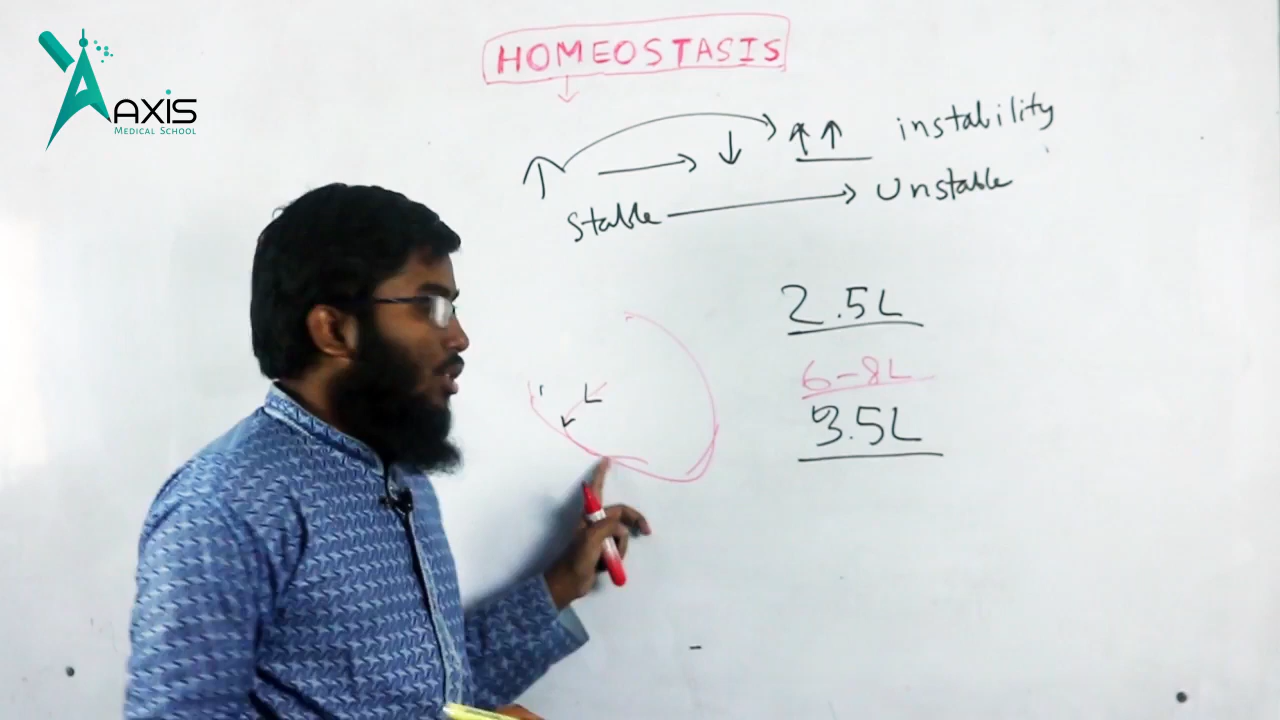 AXIS
MEDICAL SCHOOL
HOMEOSTASIS
↑ → ↓ ↑↑ instability
Stable → Unstable
2.5L
6-8L
3.5L